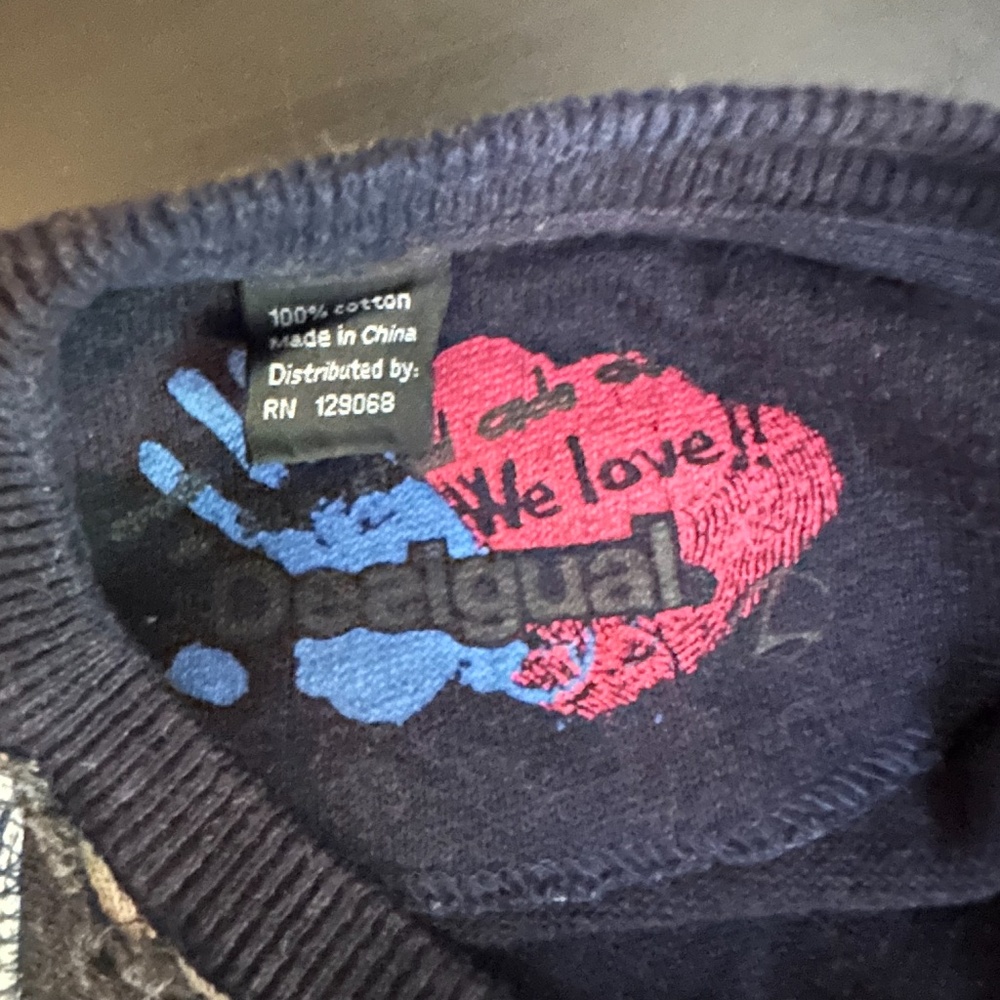 100% cotton
Made in China
Distributed by:
RN 129068
We love!!
Desigual